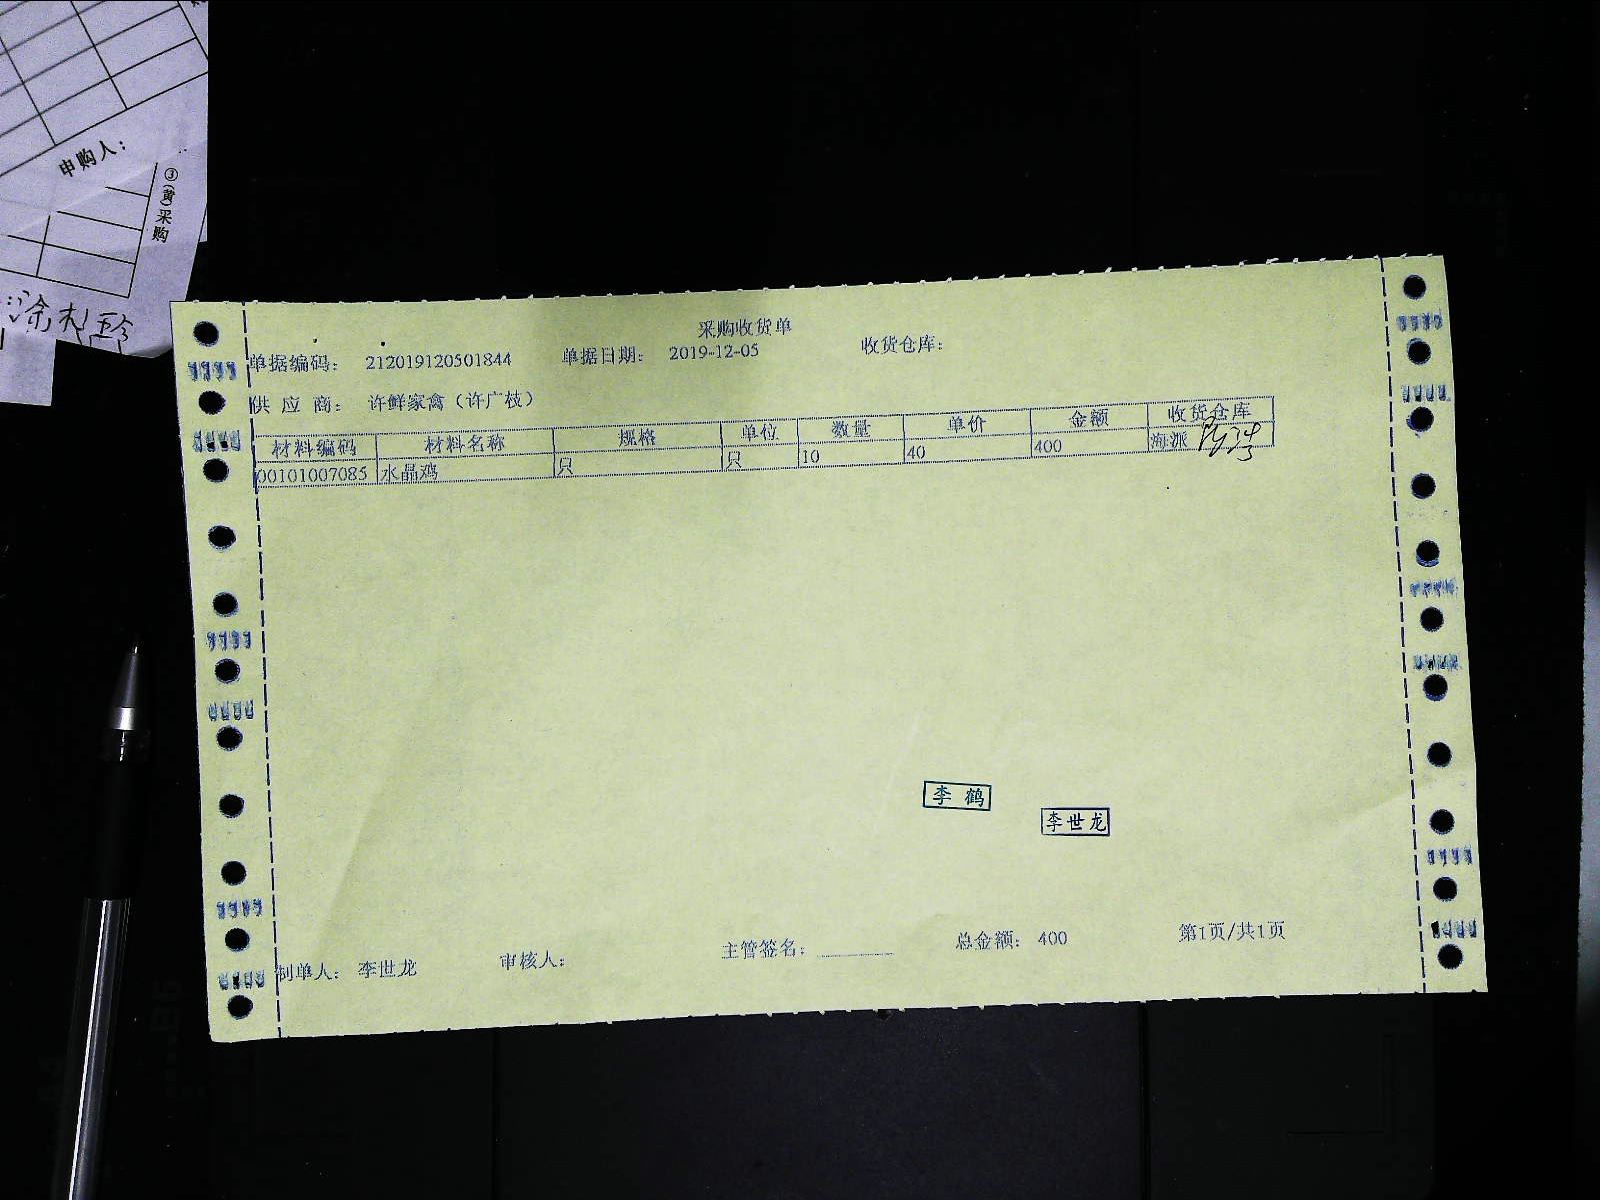 申购人：
③(黄)采购
采购收货单
单据编码： 212019120501844 单据日期： 2019-12-05 收货仓库：
供 应 商： 许鲜家禽（许广枝）
材料编码 材料名称 规格 单位 数量 单价 金额 收货仓库
00101007085 水晶鸡 只 只 10 40 400 海派
李 鹤
李世龙
制单人： 李世龙 审核人： 主管签名： 总金额： 400 第1页/共1页